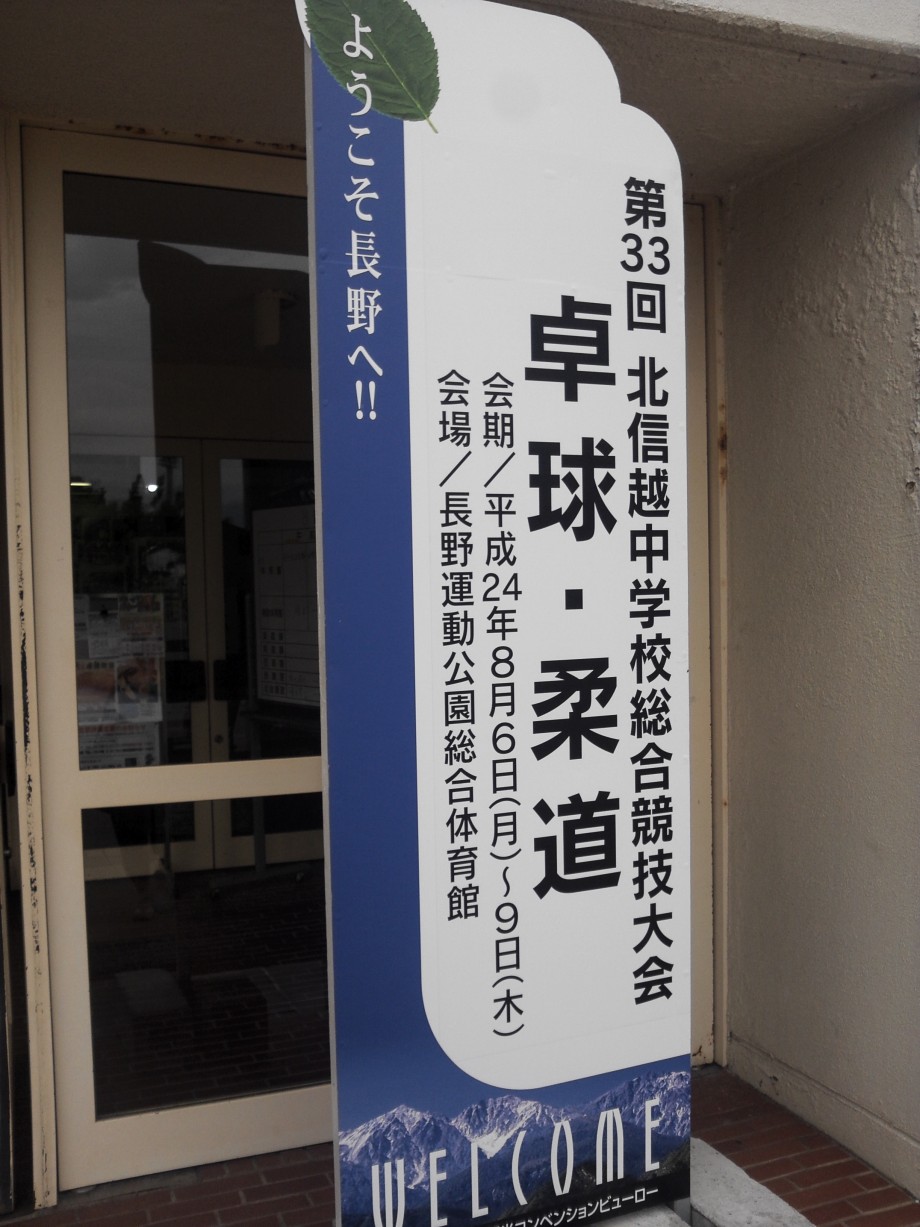 第33回 北信越中学校総合競技大会
卓球・柔道
会期／平成24年8月6日(月)～9日(木)
会場／長野運動公園総合体育館
ようこそ長野へ!!
WELCOME
コンベンションビューロー